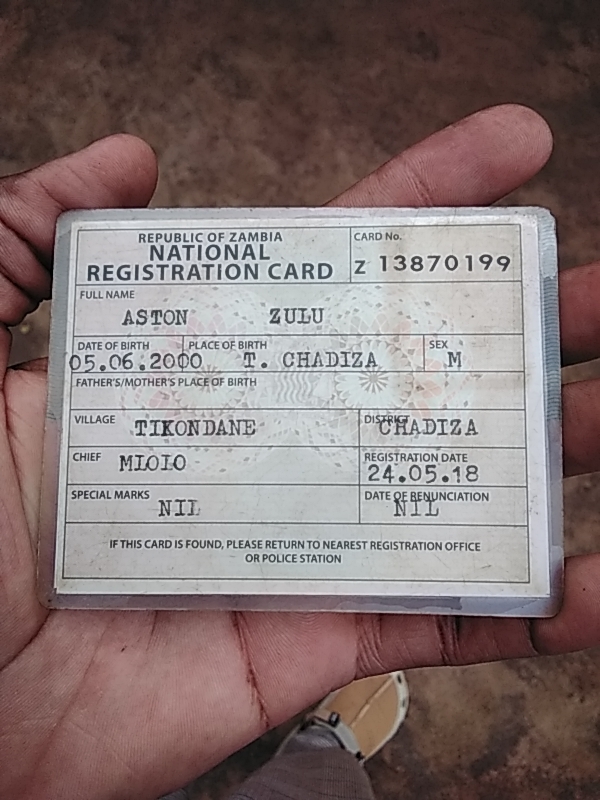 REPUBLIC OF ZAMBIA
NATIONAL
REGISTRATION CARD
CARD No.
Z 13870199
FULL NAME
ASTON ZULU
DATE OF BIRTH PLACE OF BIRTH SEX
05.06.2000 T. CHADIZA M
FATHER'S/MOTHER'S PLACE OF BIRTH
VILLAGE TIKONDANE
DISTRICT CHADIZA
CHIEF MLOLO
REGISTRATION DATE
24.05.18
SPECIAL MARKS
NIL
DATE OF RENUNCIATION
NIL
IF THIS CARD IS FOUND, PLEASE RETURN TO NEAREST REGISTRATION OFFICE
OR POLICE STATION